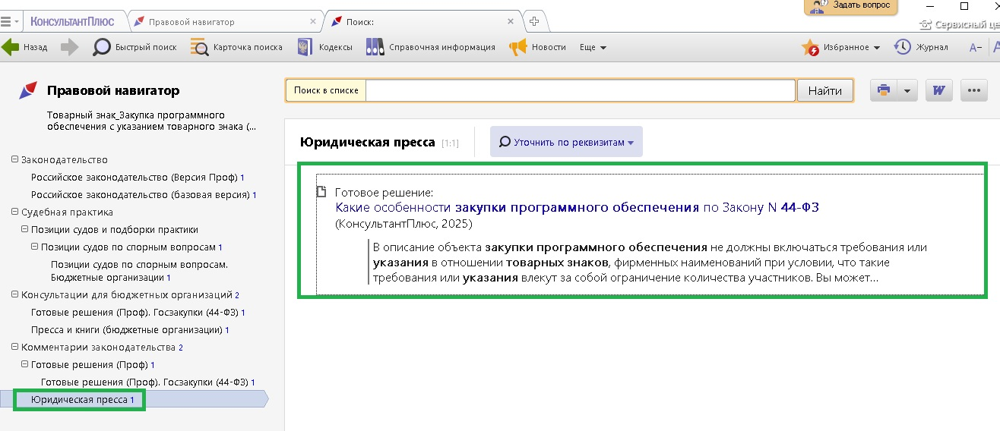 КонсультантПлюс
Правовой навигатор
Поиск:
Задать вопрос
Сервисный це
Назад
Быстрый поиск
Карточка поиска
Кодексы
Справочная информация
Новости
Еще
Избранное
Журнал
А−
Правовой навигатор
Товарный знак_Закупка программного
обеспечения с указанием товарного знака (...
Законодательство
Российское законодательство (Версия Проф) 1
Российское законодательство (базовая версия) 1
Судебная практика
Позиции судов и подборки практики
Позиции судов по спорным вопросам 1
Позиции судов по спорным вопросам.
Бюджетные организации 1
Консультации для бюджетных организаций 2
Готовые решения (Проф). Госзакупки (44-ФЗ) 1
Пресса и книги (бюджетные организации) 1
Комментарии законодательства 2
Готовые решения (Проф) 1
Готовые решения (Проф). Госзакупки (44-ФЗ) 1
Юридическая пресса 1
Поиск в списке
Найти
W
Юридическая пресса [1:1]
Уточнить по реквизитам
Готовое решение:
Какие особенности закупки программного обеспечения по Закону N 44-ФЗ
(КонсультантПлюс, 2025)
В описание объекта закупки программного обеспечения не должны включаться требования или
указания в отношении товарных знаков, фирменных наименований при условии, что такие
требования или указания влекут за собой ограничение количества участников. Вы может...